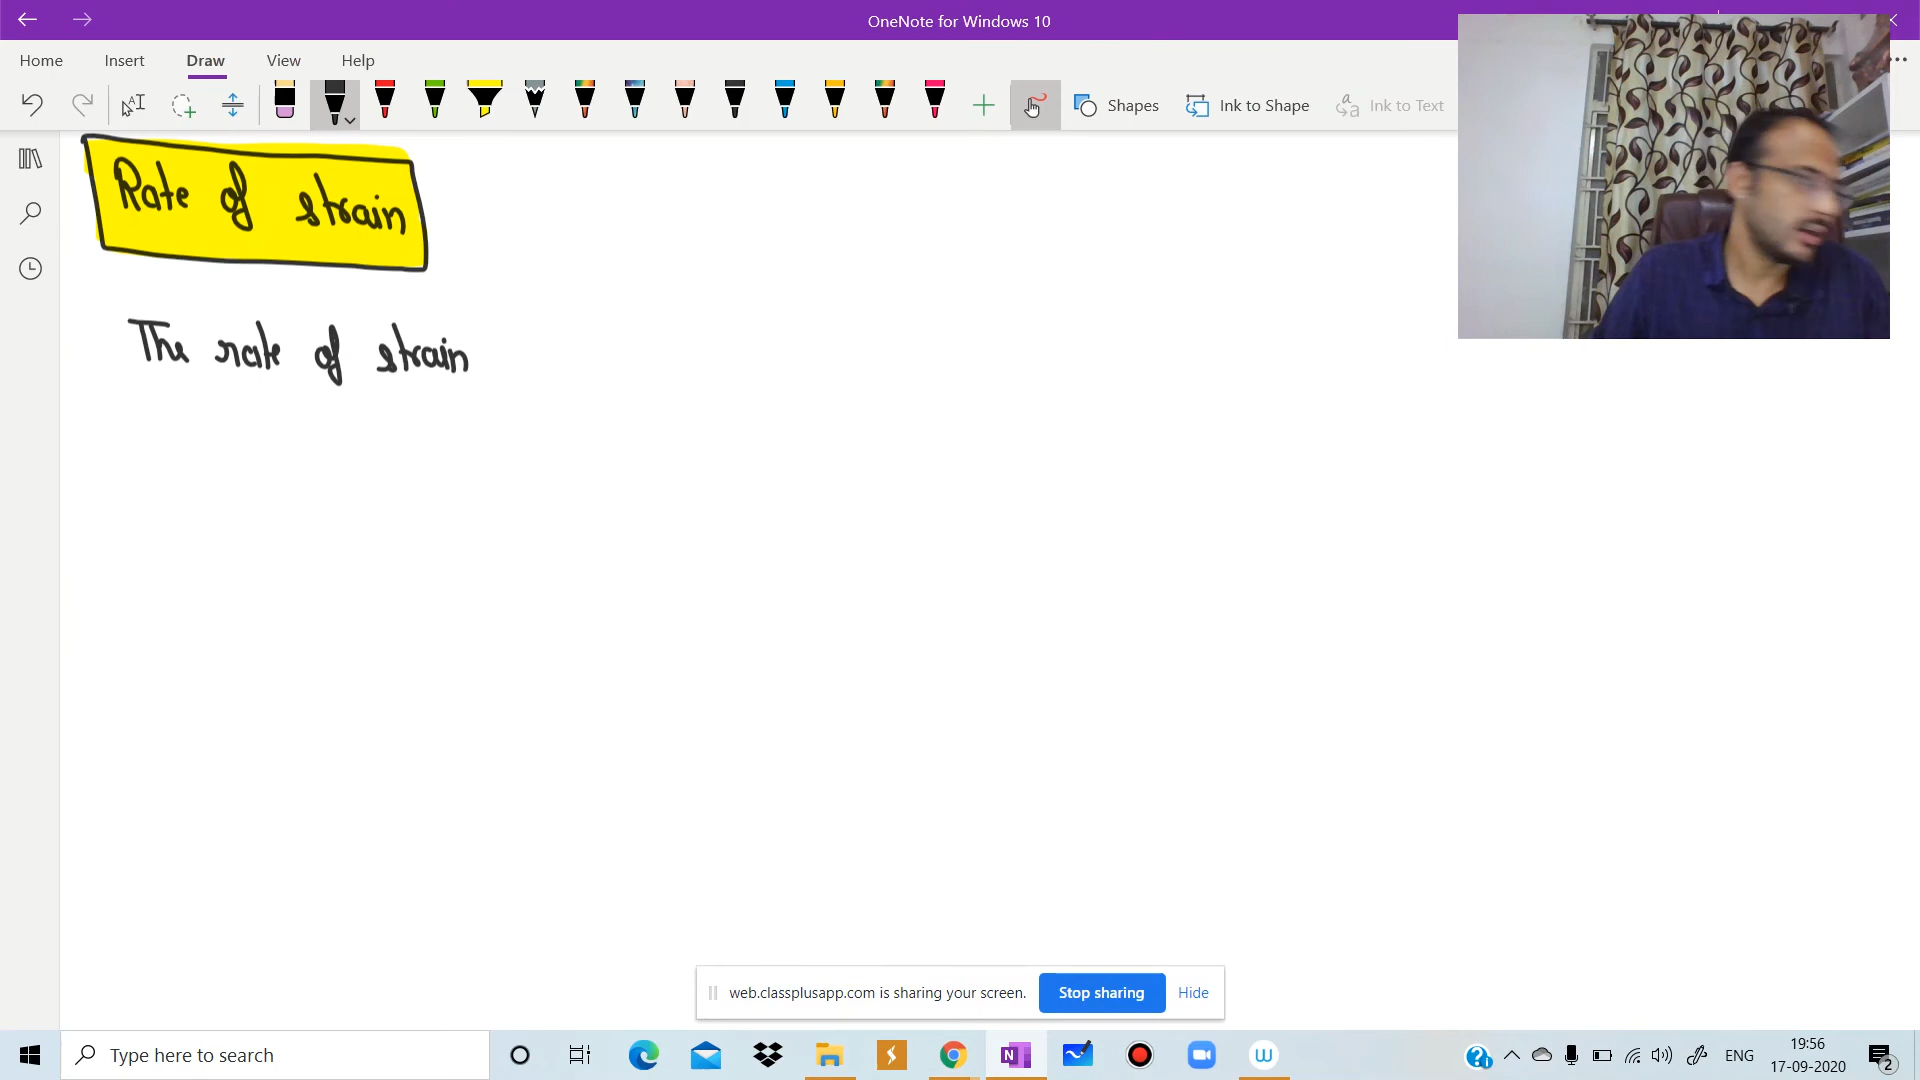 OneNote for Windows 10
Home Insert Draw View Help
Shapes Ink to Shape Ink to Text
Rate of strain
The rate of strain
web.classplusapp.com is sharing your screen. Stop sharing Hide
Type here to search
ENG
19:56
17-09-2020
2